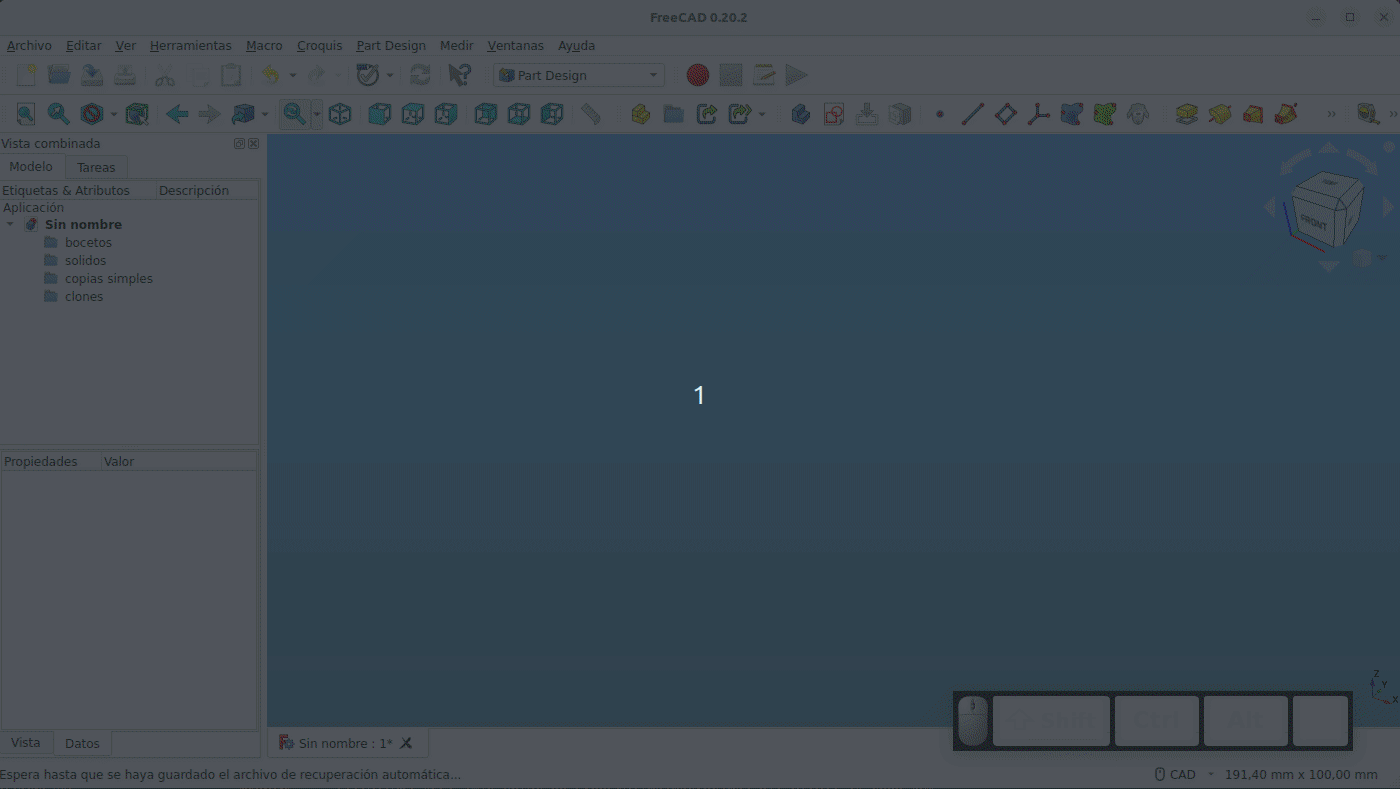 FreeCAD 0.20.2
Archivo Editar Ver Herramientas Macro Croquis Part Design Medir Ventanas Ayuda
Part Design
Vista combinada
Modelo Tareas
Etiquetas & Atributos Descripción
Aplicación
Sin nombre
bocetos
solidos
copias simples
clones
FRONT
1
Propiedades Valor
Z
Y
X
Vista Datos
Sin nombre : 1*
Espera hasta que se haya guardado el archivo de recuperación automática... CAD 191,40 mm x 100,00 mm